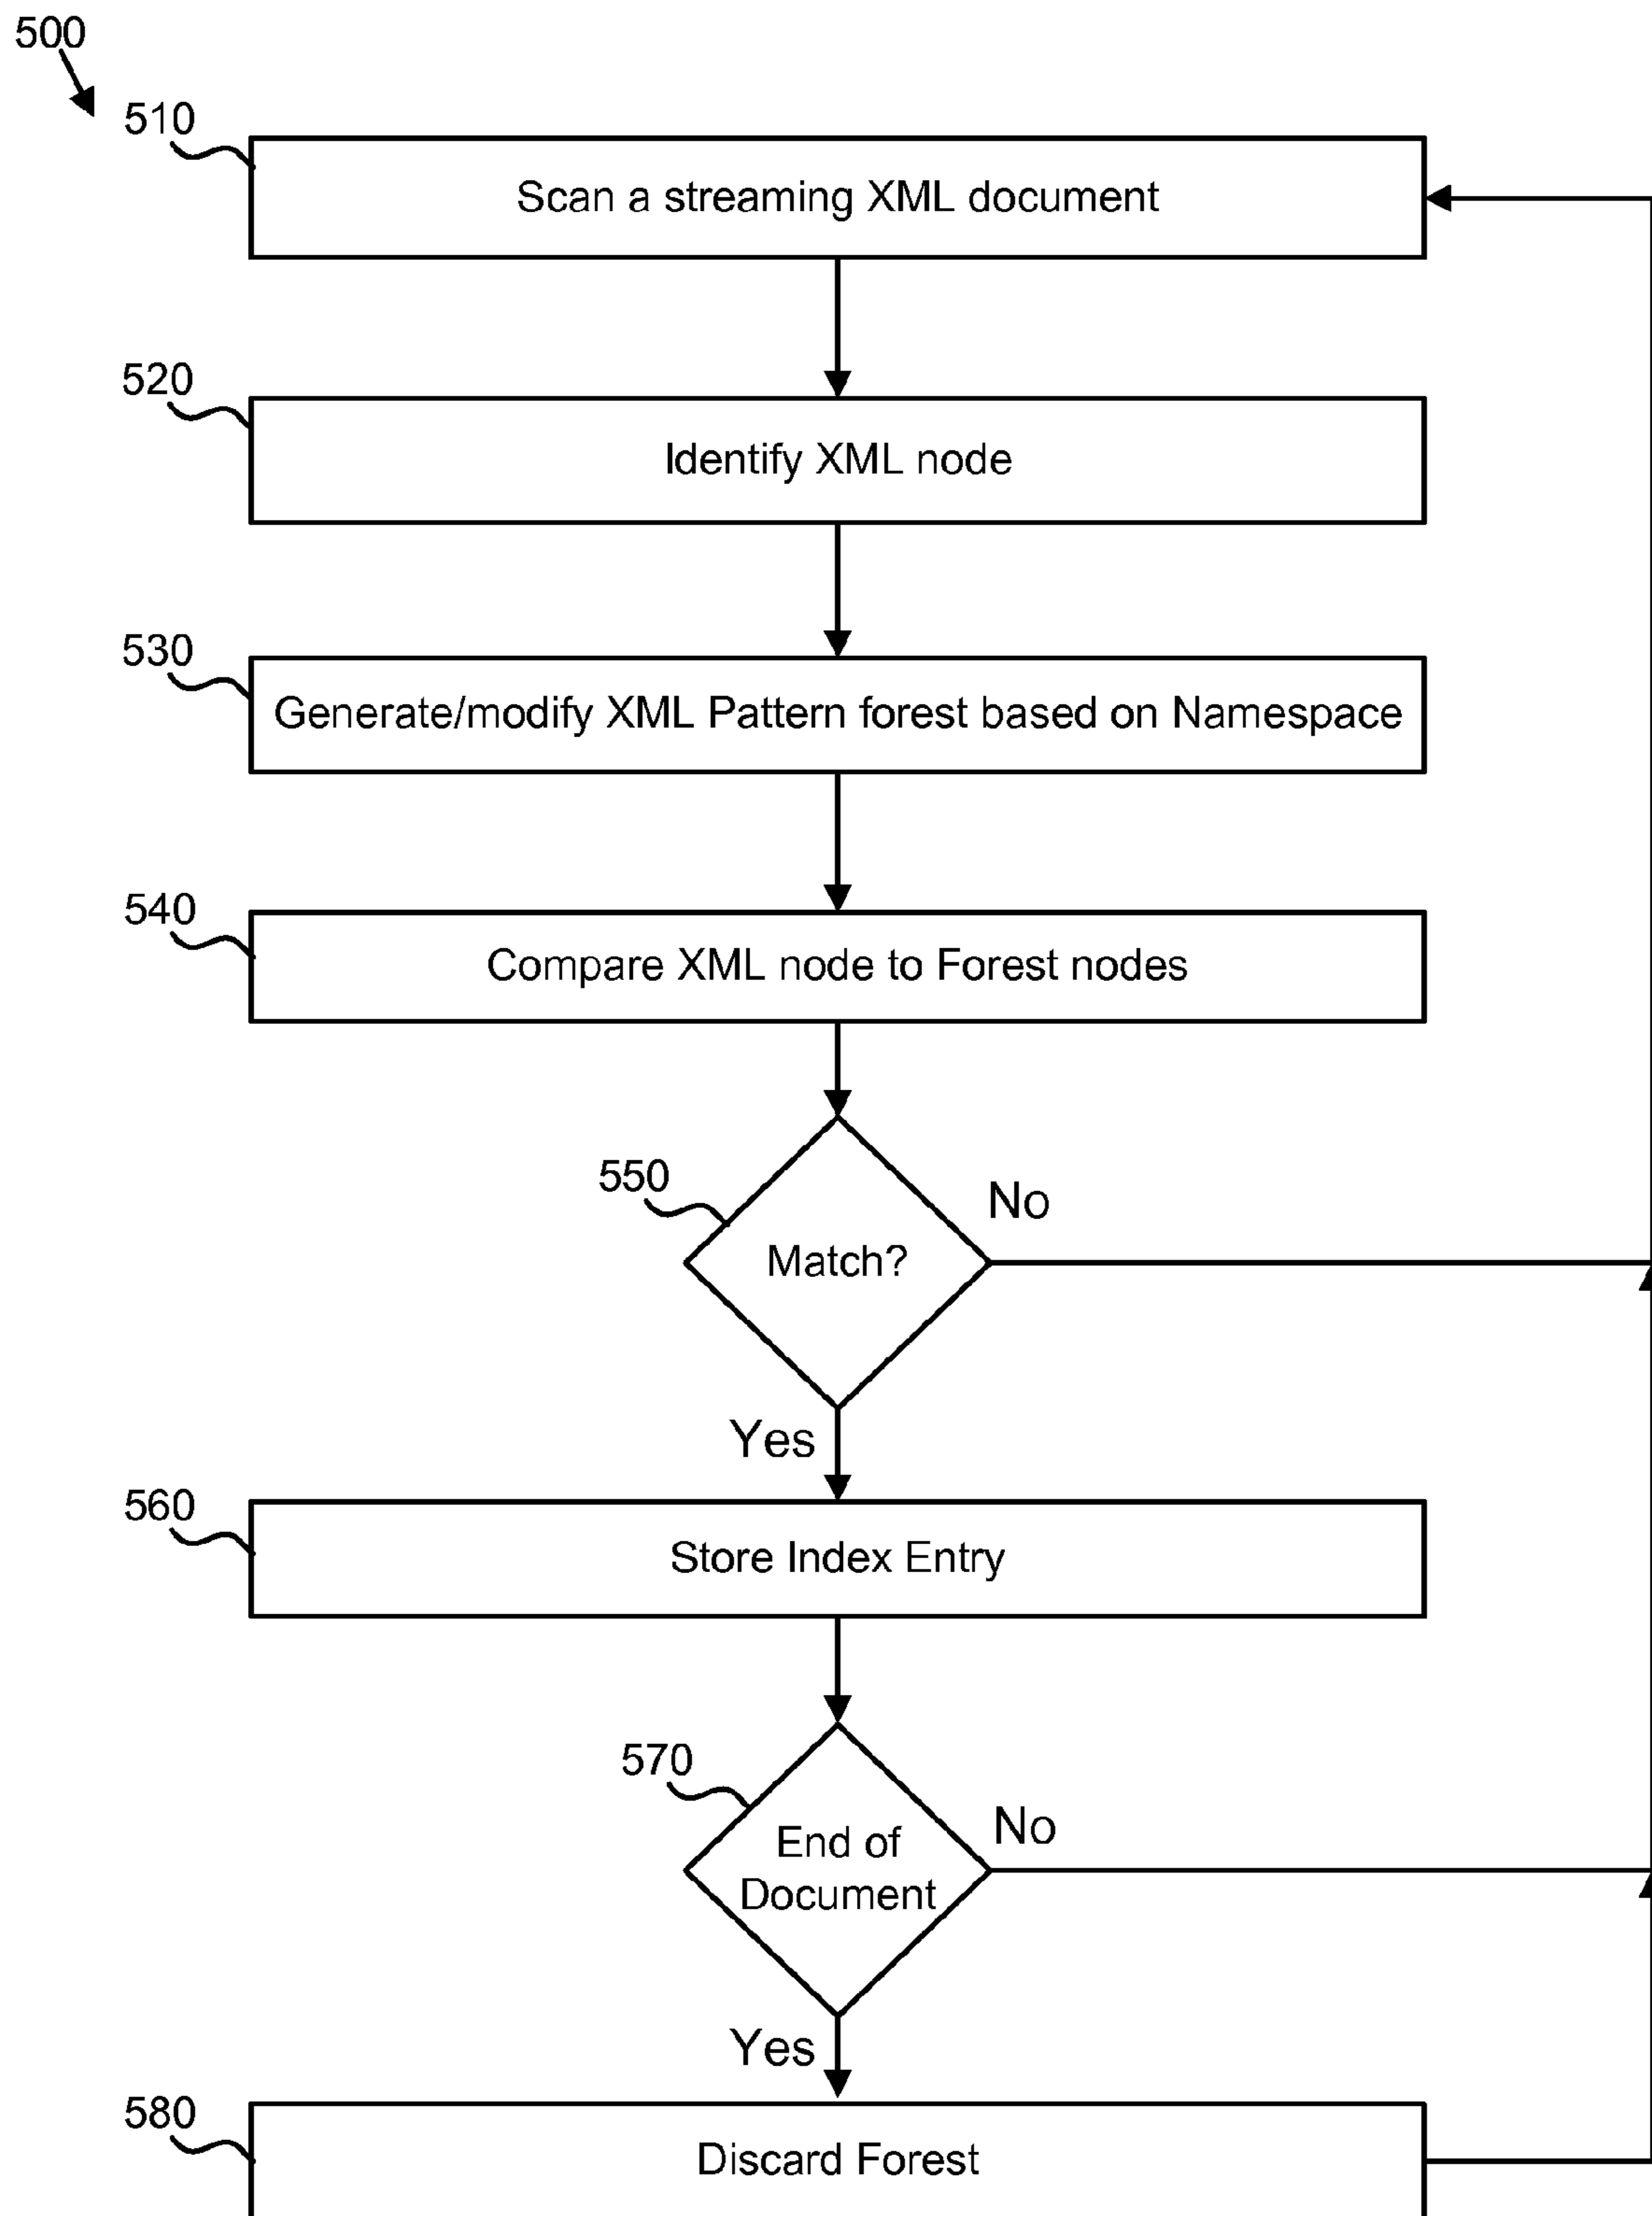 500
510
Scan a streaming XML document
520
Identify XML node
530
Generate/modify XML Pattern forest based on Namespace
540
Compare XML node to Forest nodes
550
Match?
No
Yes
560
Store Index Entry
570
End of
Document
No
Yes
580
Discard Forest